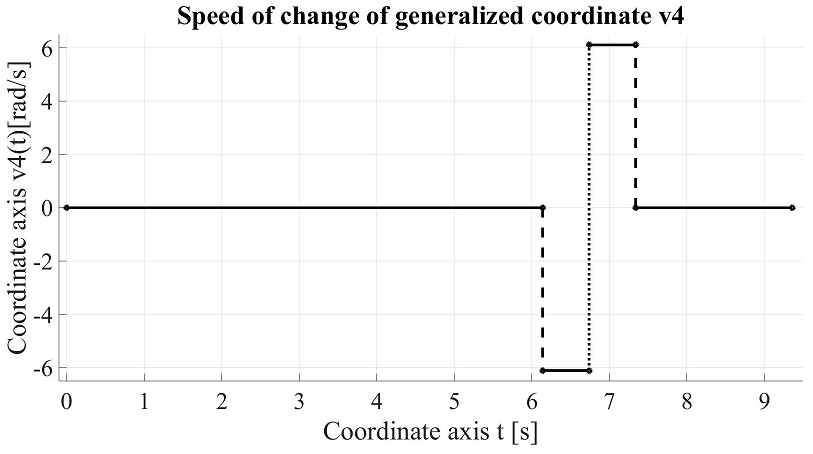 Speed of change of generalized coordinate v4
Coordinate axis v4(t)[rad/s]
6
4
2
0
-2
-4
-6
0 1 2 3 4 5 6 7 8 9
Coordinate axis t [s]